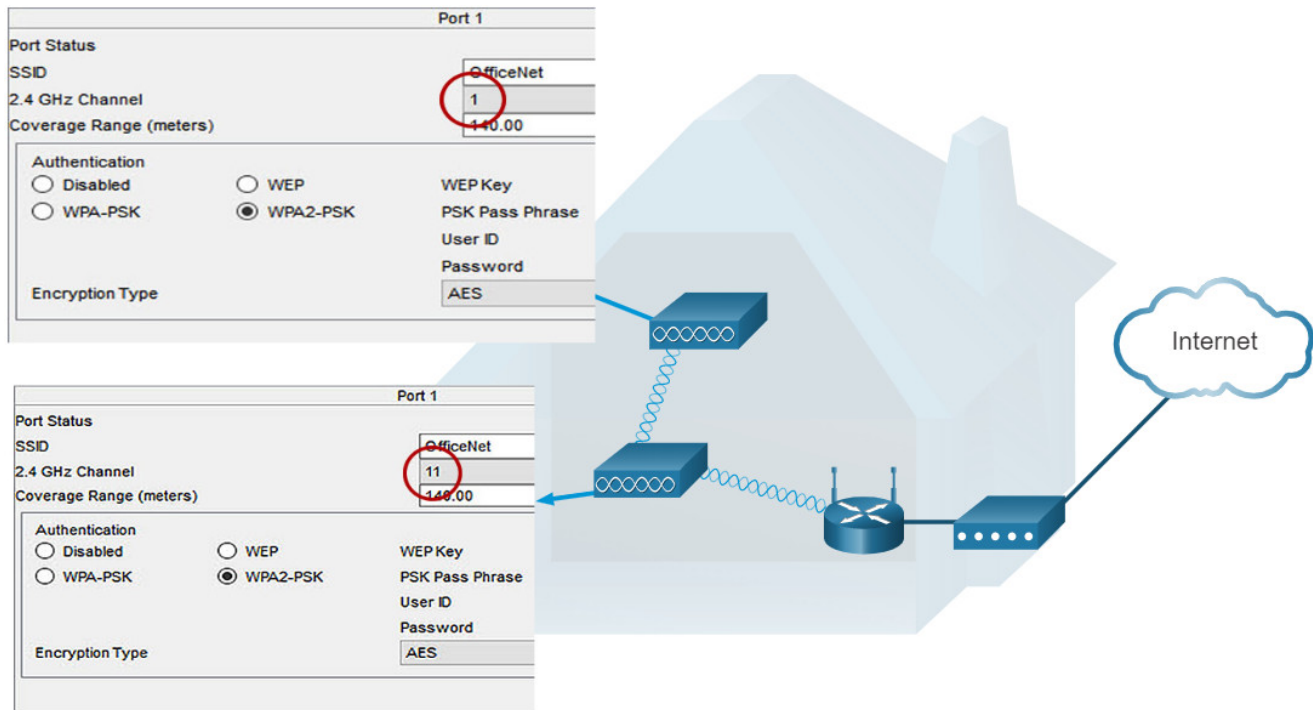 Port 1
Port Status
SSID OfficeNet
2.4 GHz Channel 1
Coverage Range (meters) 140.00
Authentication
Disabled WEP WEP Key
WPA-PSK WPA2-PSK PSK Pass Phrase
User ID
Password
Encryption Type AES
Internet
Port 1
Port Status
SSID OfficeNet
2.4 GHz Channel 11
Coverage Range (meters) 140.00
Authentication
Disabled WEP WEP Key
WPA-PSK WPA2-PSK PSK Pass Phrase
User ID
Password
Encryption Type AES